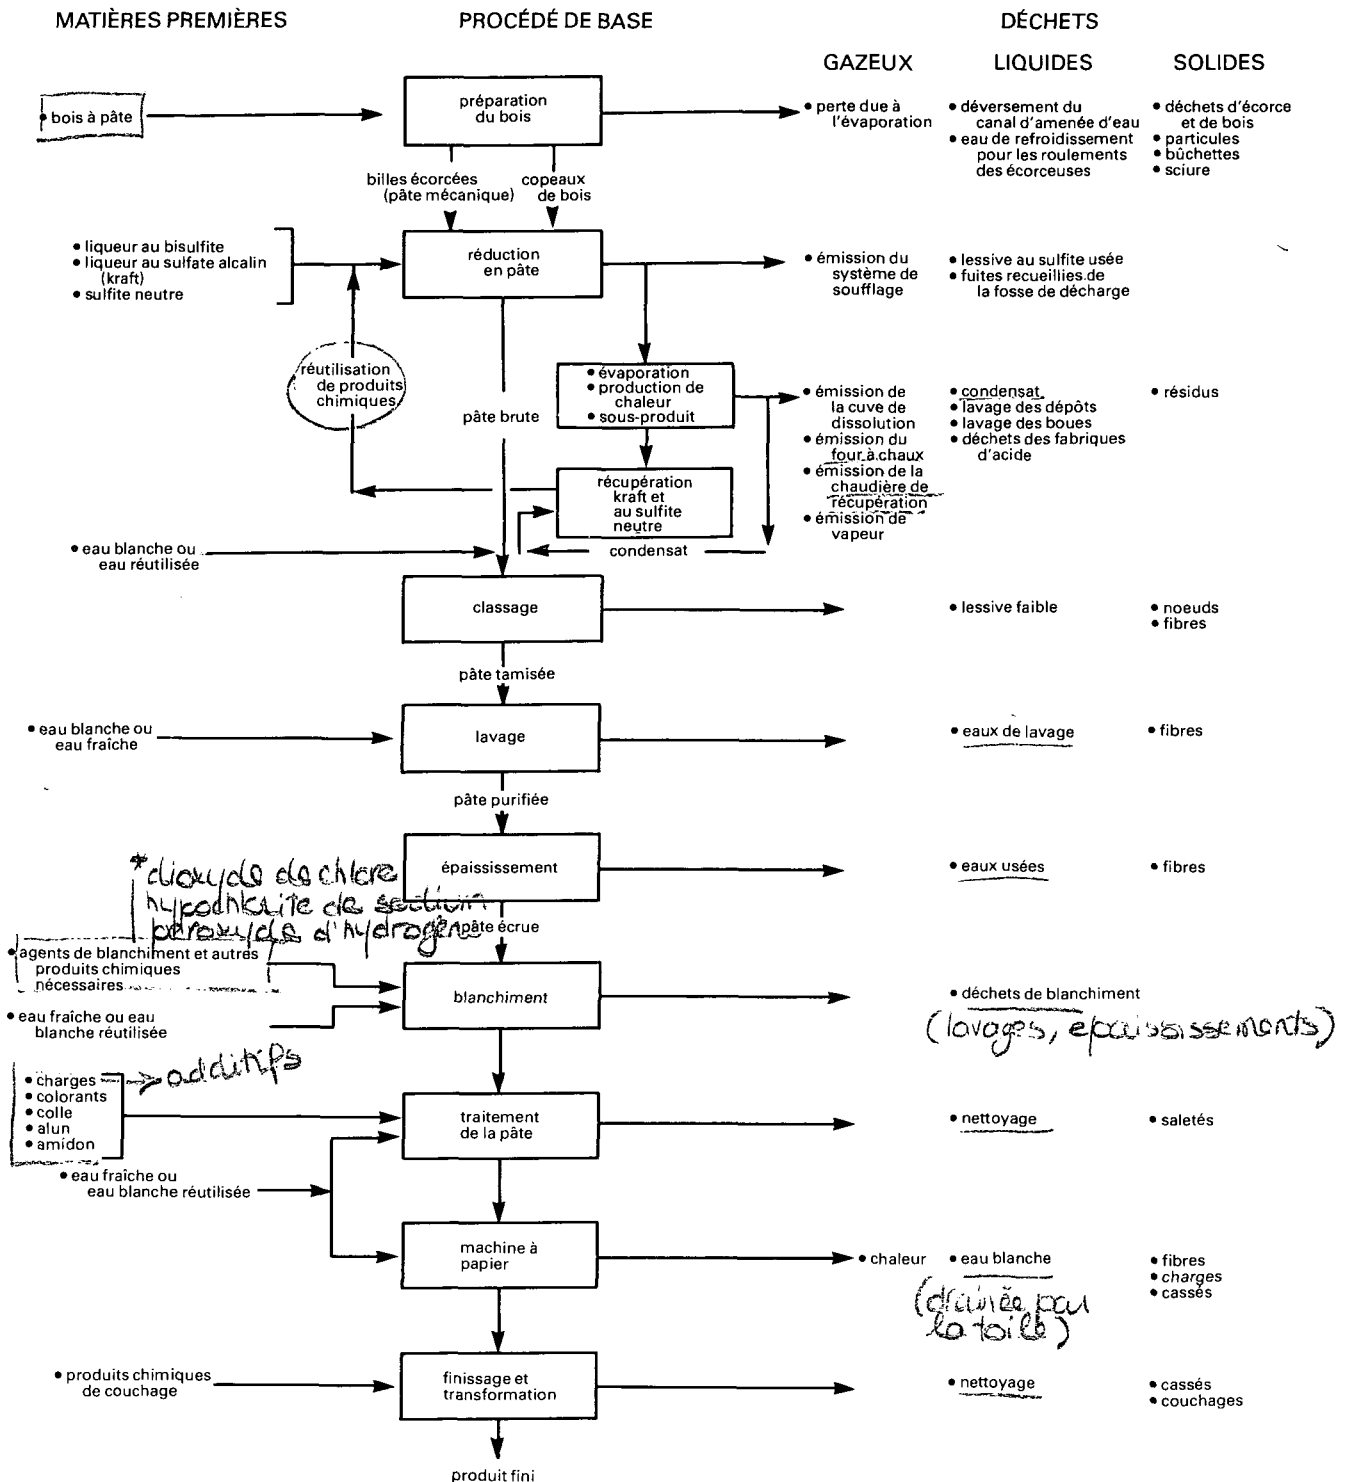 MATIÈRES PREMIÈRES
PROCÉDÉ DE BASE
DÉCHETS
GAZEUX
LIQUIDES
SOLIDES
• bois à pâte
préparation
du bois
• perte due à
l'évaporation
• déversement du
canal d'amenée d'eau
• eau de refroidissement
pour les roulements
des écorceuses
• déchets d'écorce
et de bois
• particules
• bûchettes
• sciure
billes écorcées
(pâte mécanique)
copeaux
de bois
• liqueur au bisulfite
• liqueur au sulfate alcalin
(kraft)
• sulfite neutre
réduction
en pâte
• émission du
système de
soufflage
• lessive au sulfite usée
• fuites recueillies de
la fosse de décharge
réutilisation
de produits
chimiques
pâte brute
• évaporation
• production de
chaleur
• sous-produit
• émission de
la cuve de
dissolution
• émission du
four à chaux
• émission de la
chaudière de
récupération
• émission de
vapeur
• condensat
• lavage des dépôts
• lavage des boues
• déchets des fabriques
d'acide
• résidus
récupération
kraft et
au sulfite
neutre
condensat
• eau blanche ou
eau réutilisée
classage
• lessive faible
• noeuds
• fibres
pâte tamisée
• eau blanche ou
eau fraîche
lavage
• eaux de lavage
• fibres
pâte purifiée
épaississement
• eaux usées
• fibres
* dioxyde de chlore
hypochlorite de sodium
peroxyde d'hydrogène
pâte écrue
• agents de blanchiment et autres
produits chimiques
nécessaires
• eau fraîche ou eau
blanche réutilisée
blanchiment
• déchets de blanchiment
(lavages, epaississements)
• charges → additifs
• colorants
• colle
• alun
• amidon
traitement
de la pâte
• nettoyage
• saletés
• eau fraîche ou
eau blanche réutilisée
machine à
papier
• chaleur
• eau blanche
(drainée par
la toile)
• fibres
• charges
• cassés
• produits chimiques
de couchage
finissage et
transformation
• nettoyage
• cassés
• couchages
produit fini